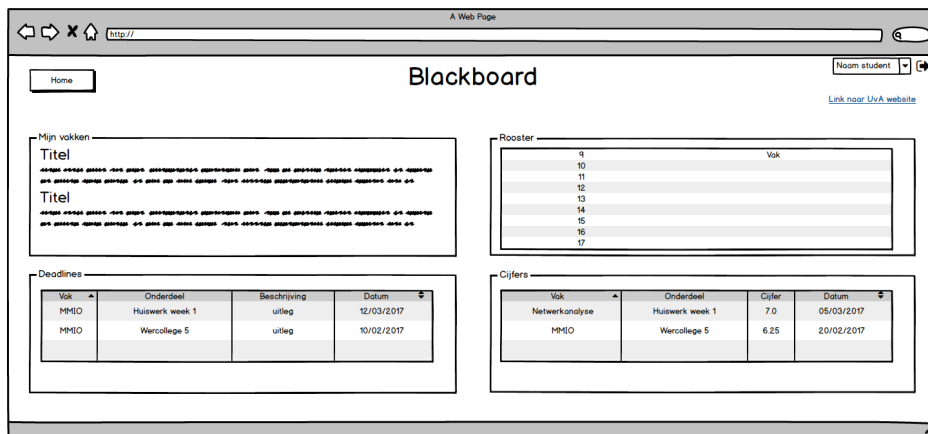 A Web Page
http://
Home
Blackboard
Naam student
Link naar UvA website
Mijn vakken
Titel
Titel
Rooster
9 Vak
10
11
12
13
14
15
16
17
Deadlines
Vak Onderdeel Beschrijving Datum
MMIO Huiswerk week 1 uitleg 12/03/2017
MMIO Wercollege 5 uitleg 10/02/2017
Cijfers
Vak Onderdeel Cijfer Datum
Netwerkanalyse Huiswerk week 1 7.0 05/03/2017
MMIO Wercollege 5 6.25 20/02/2017